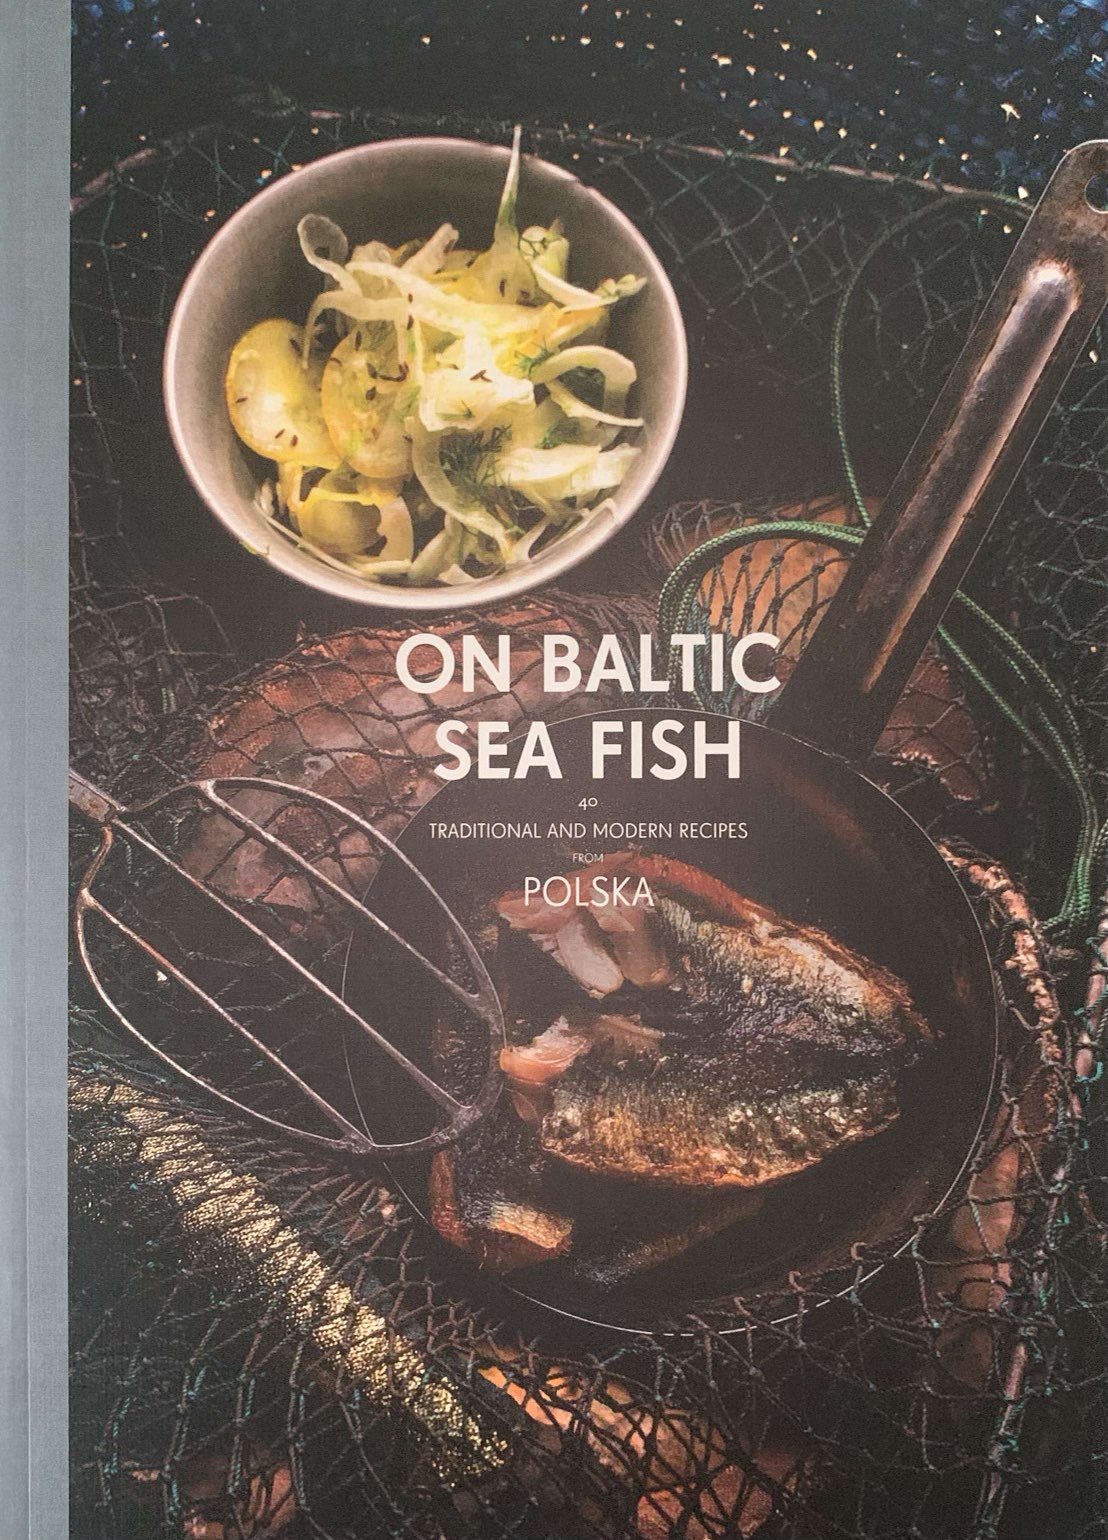 ON BALTIC
SEA FISH
40
TRADITIONAL AND MODERN RECIPES
FROM
POLSKA